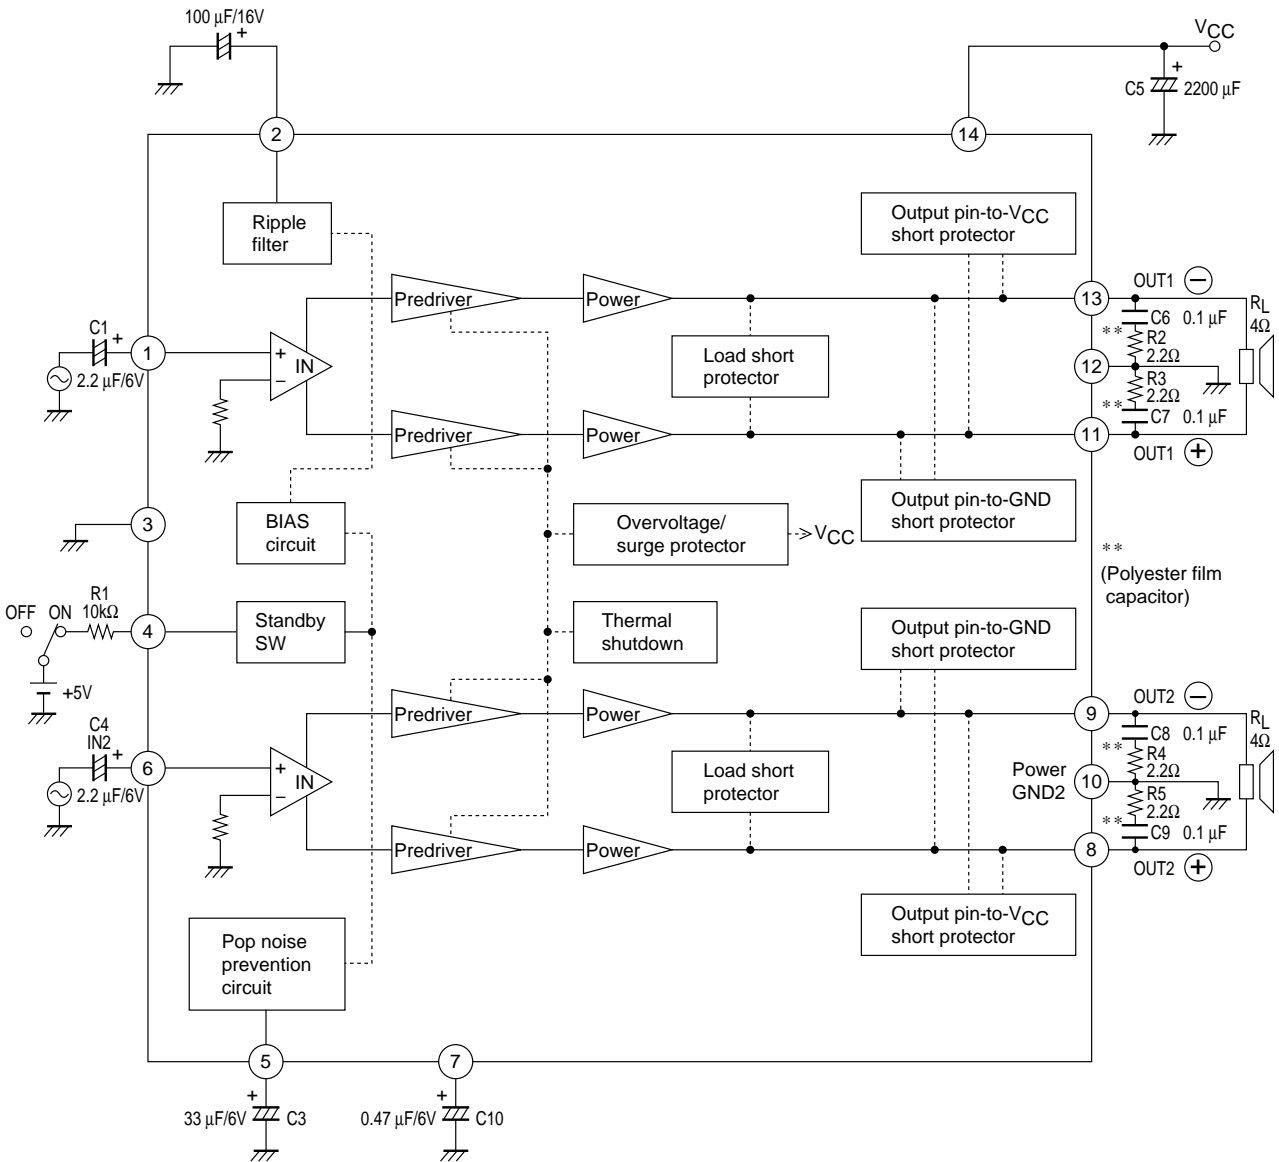 100 µF/16V
+
VCC
+
C5
2200 µF
2
14
Ripple
filter
Output pin-to-VCC
short protector
Predriver
Power
13
OUT1 −
C6 0.1 µF
RL
4Ω
C1
+
1
2.2 µF/6V
+
−
IN
Load short
protector
**
R2
2.2Ω
12
R3
2.2Ω
**
C7 0.1 µF
Predriver
Power
11
OUT1 +
3
BIAS
circuit
Overvoltage/
surge protector
VCC
Output pin-to-GND
short protector
**
(Polyester film
capacitor)
OFF
ON
R1
10kΩ
4
+5V
Standby
SW
Thermal
shutdown
Output pin-to-GND
short protector
Predriver
Power
9
OUT2 −
C8 0.1 µF
RL
4Ω
C4
IN2
+
6
2.2 µF/6V
+
−
IN
Load short
protector
Power
GND2
10
**
R4
2.2Ω
R5
2.2Ω
**
C9 0.1 µF
Predriver
Power
8
OUT2 +
Pop noise
prevention
circuit
Output pin-to-VCC
short protector
5
7
+
33 µF/6V
C3
+
0.47 µF/6V
C10